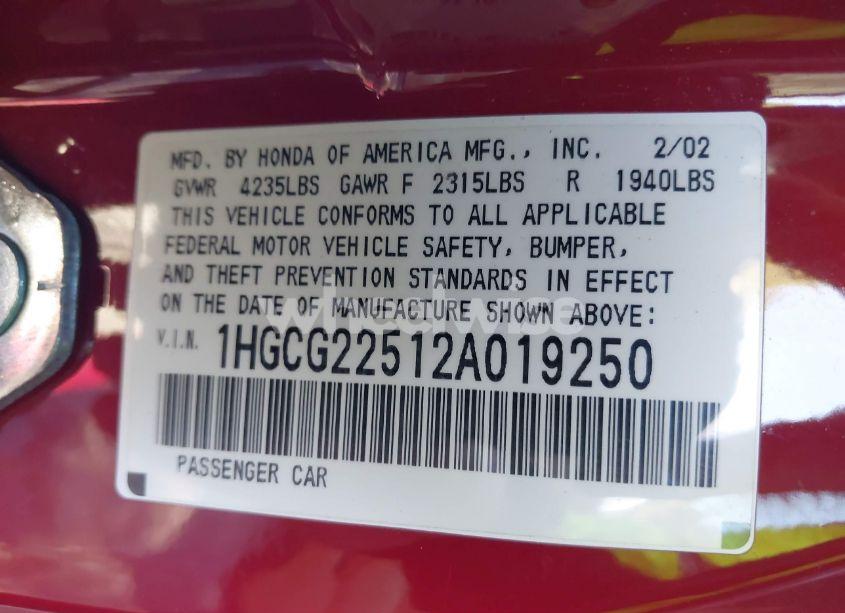 MFD. BY HONDA OF AMERICA MFG., INC. 2/02
GVWR 4235LBS GAWR F 2315LBS R 1940LBS
THIS VEHICLE CONFORMS TO ALL APPLICABLE
FEDERAL MOTOR VEHICLE SAFETY, BUMPER,
AND THEFT PREVENTION STANDARDS IN EFFECT
ON THE DATE OF MANUFACTURE SHOWN ABOVE:
V.I.N. 1HGCG22512A019250
PASSENGER CAR